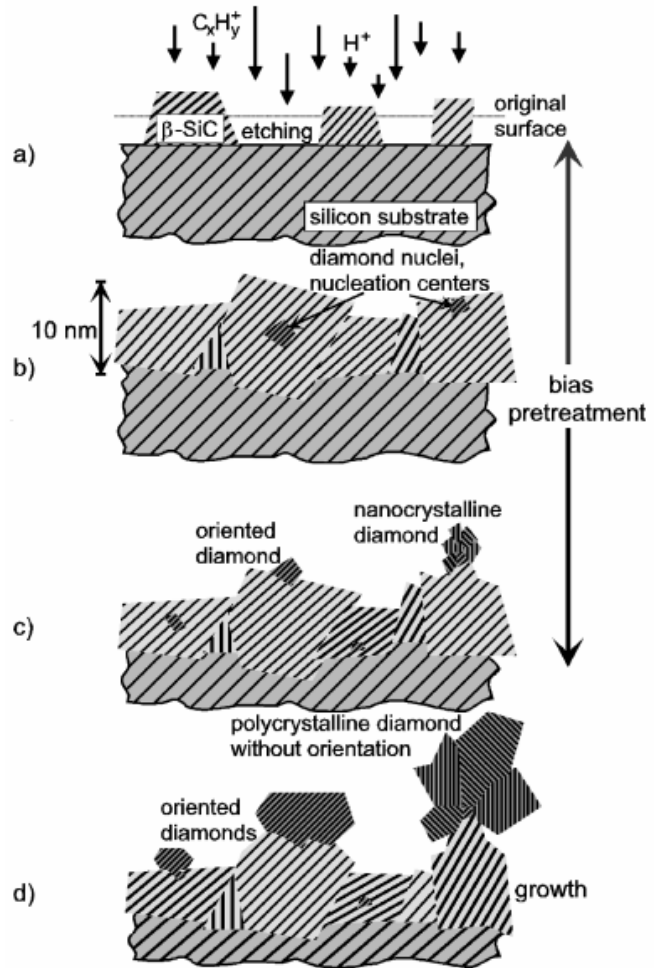 CxHy+
H+
original
surface
β-SiC
etching
a)
silicon substrate
diamond nuclei,
nucleation centers
10 nm
b)
bias
pretreatment
nanocrystalline
diamond
oriented
diamond
c)
polycrystalline diamond
without orientation
oriented
diamonds
d)
growth